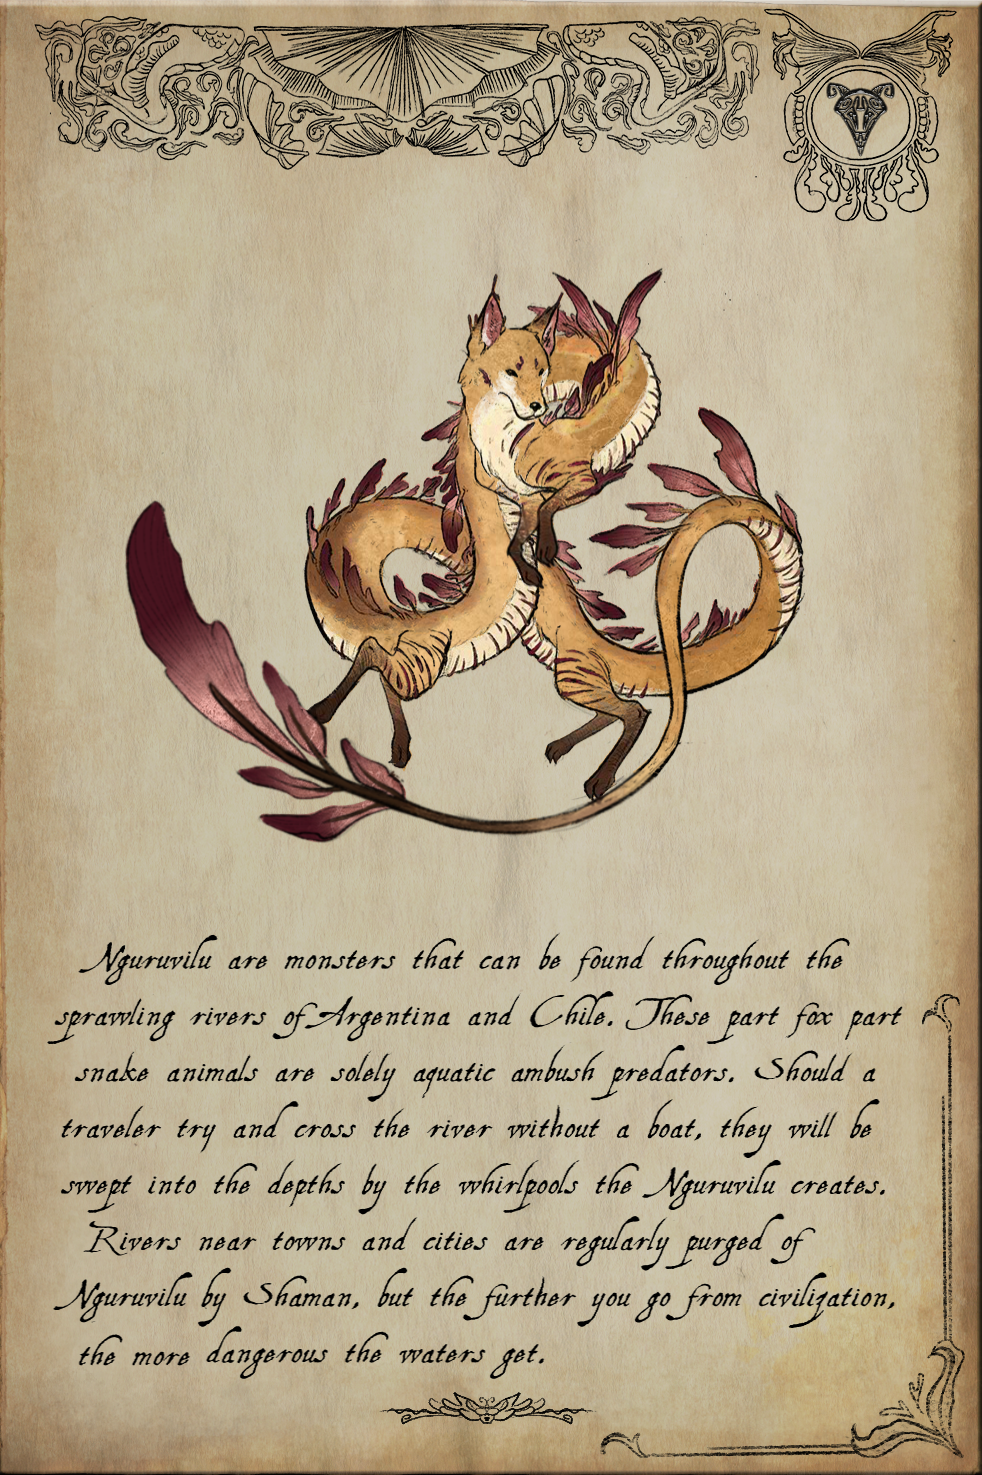 Nguruvilu are monsters that can be found throughout the
sprawling rivers of Argentina and Chile. These part fox part
snake animals are solely aquatic ambush predators. Should a
traveler try and cross the river without a boat, they will be
swept into the depths by the whirlpools the Nguruvilu creates.
Rivers near towns and cities are regularly purged of
Nguruvilu by Shaman, but the further you go from civilization,
the more dangerous the waters get.